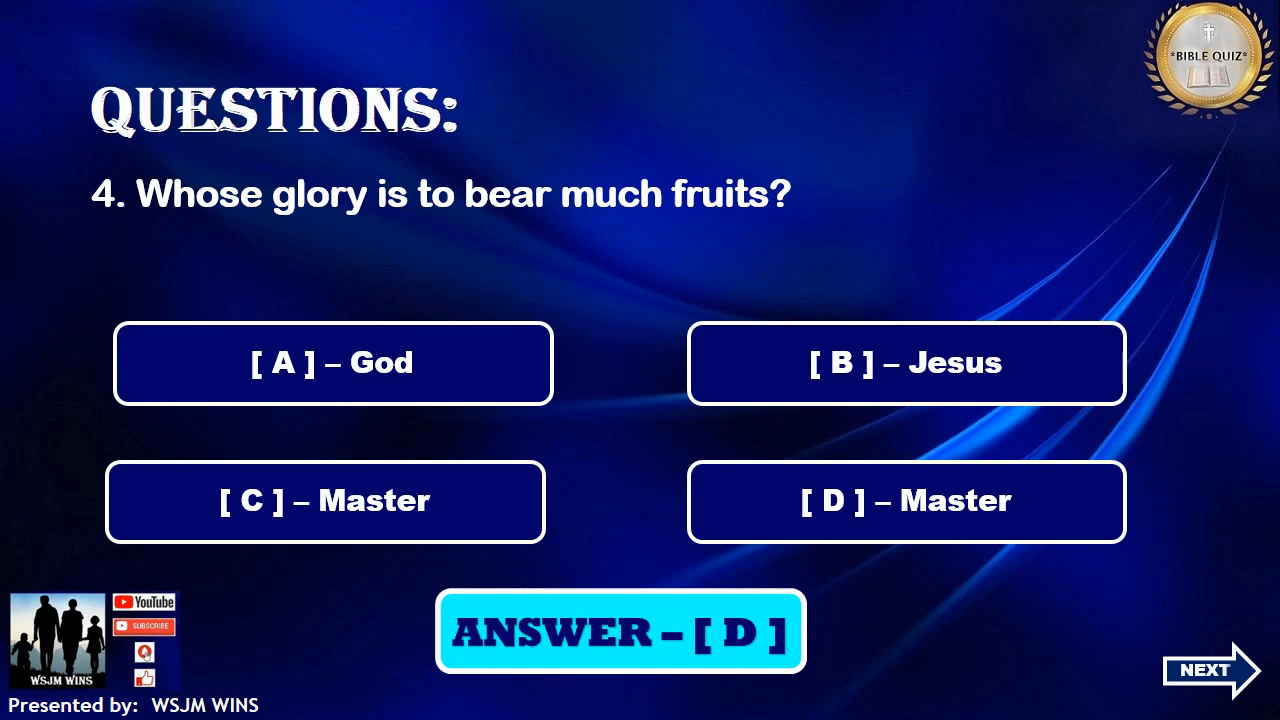 *BIBLE QUIZ*
QUESTIONS:
4. Whose glory is to bear much fruits?
[ A ] – God
[ B ] – Jesus
[ C ] – Master
[ D ] – Master
ANSWER – [ D ]
YouTube
SUBSCRIBE
WSJM WINS
NEXT
Presented by: WSJM WINS